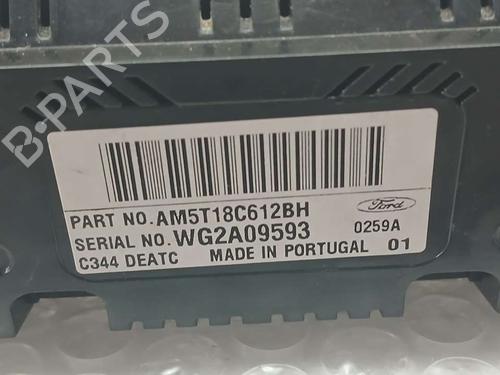 B-PARTS
PART NO.AM5T18C612BH
Ford
SERIAL NO.WG2A09593
0259A
C344 DEATC MADE IN PORTUGAL 01